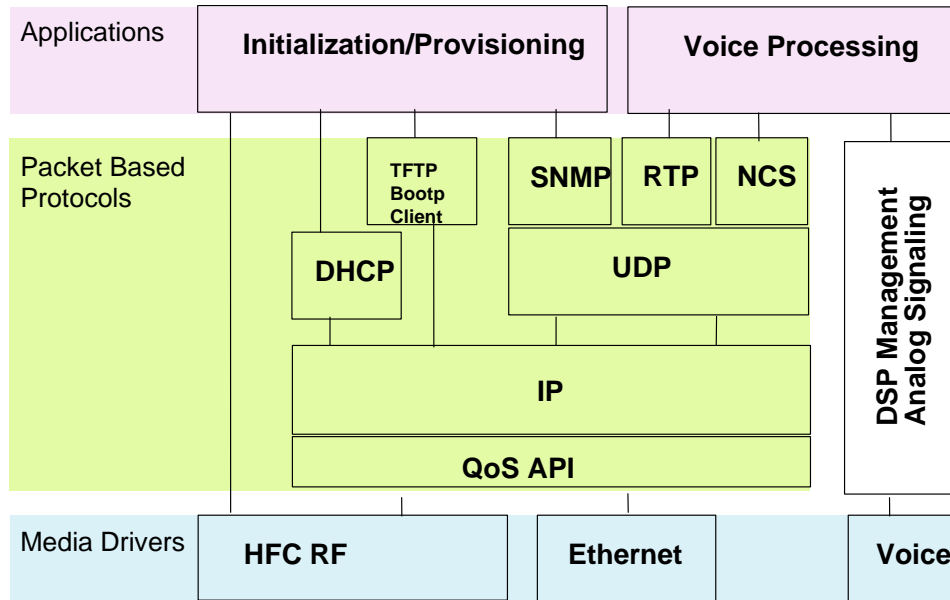 Applications
Initialization/Provisioning
Voice Processing
Packet Based
Protocols
TFTP
Bootp
Client
SNMP
RTP
NCS
DHCP
UDP
IP
QoS API
DSP Management
Analog Signaling
Media Drivers
HFC RF
Ethernet
Voice